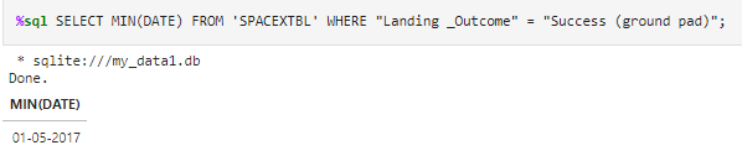 %sql SELECT MIN(DATE) FROM 'SPACEXTBL' WHERE "Landing _Outcome" = "Success (ground pad)";
* sqlite:///my_data1.db
Done.
MIN(DATE)
01-05-2017